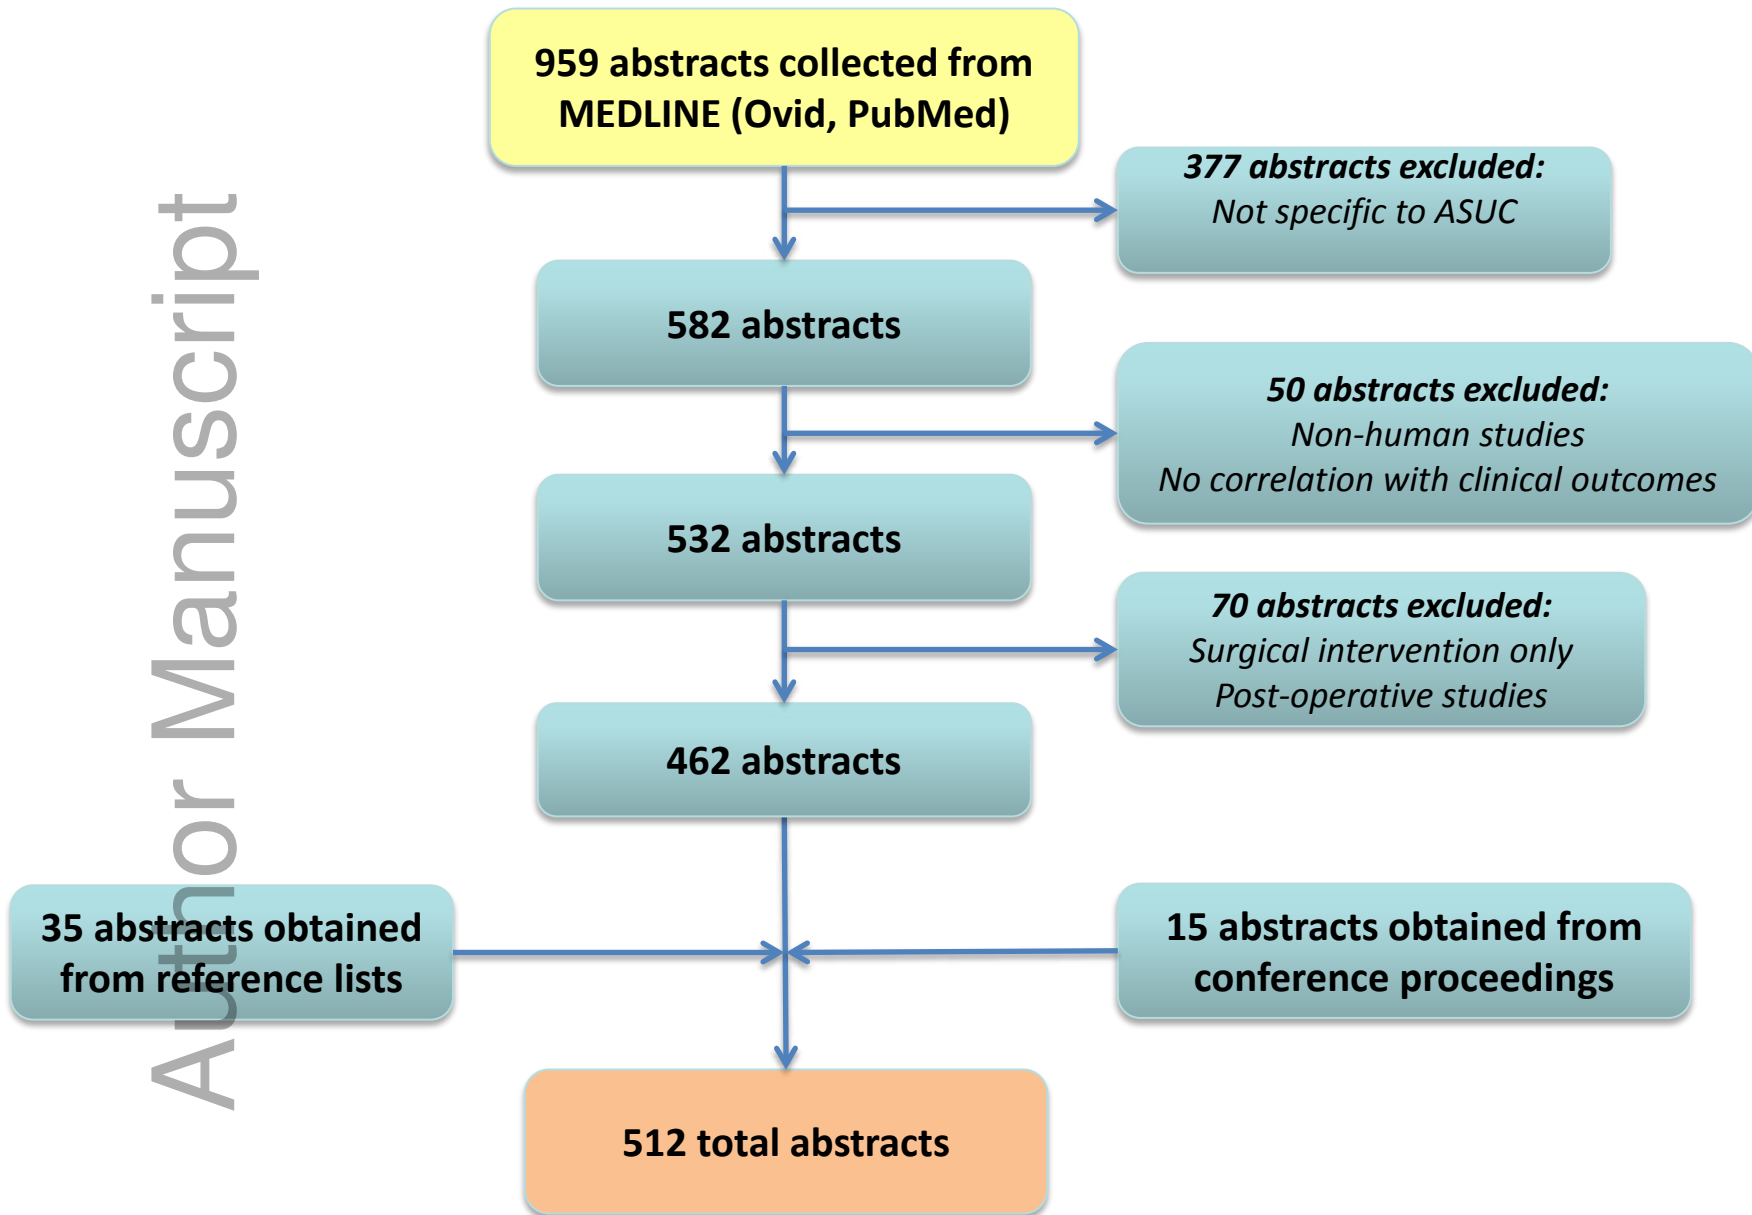 959 abstracts collected from
MEDLINE (Ovid, PubMed)
377 abstracts excluded:
Not specific to ASUC
582 abstracts
50 abstracts excluded:
Non-human studies
No correlation with clinical outcomes
532 abstracts
70 abstracts excluded:
Surgical intervention only
Post-operative studies
462 abstracts
35 abstracts obtained
from reference lists
15 abstracts obtained from
conference proceedings
512 total abstracts
Author Manuscript